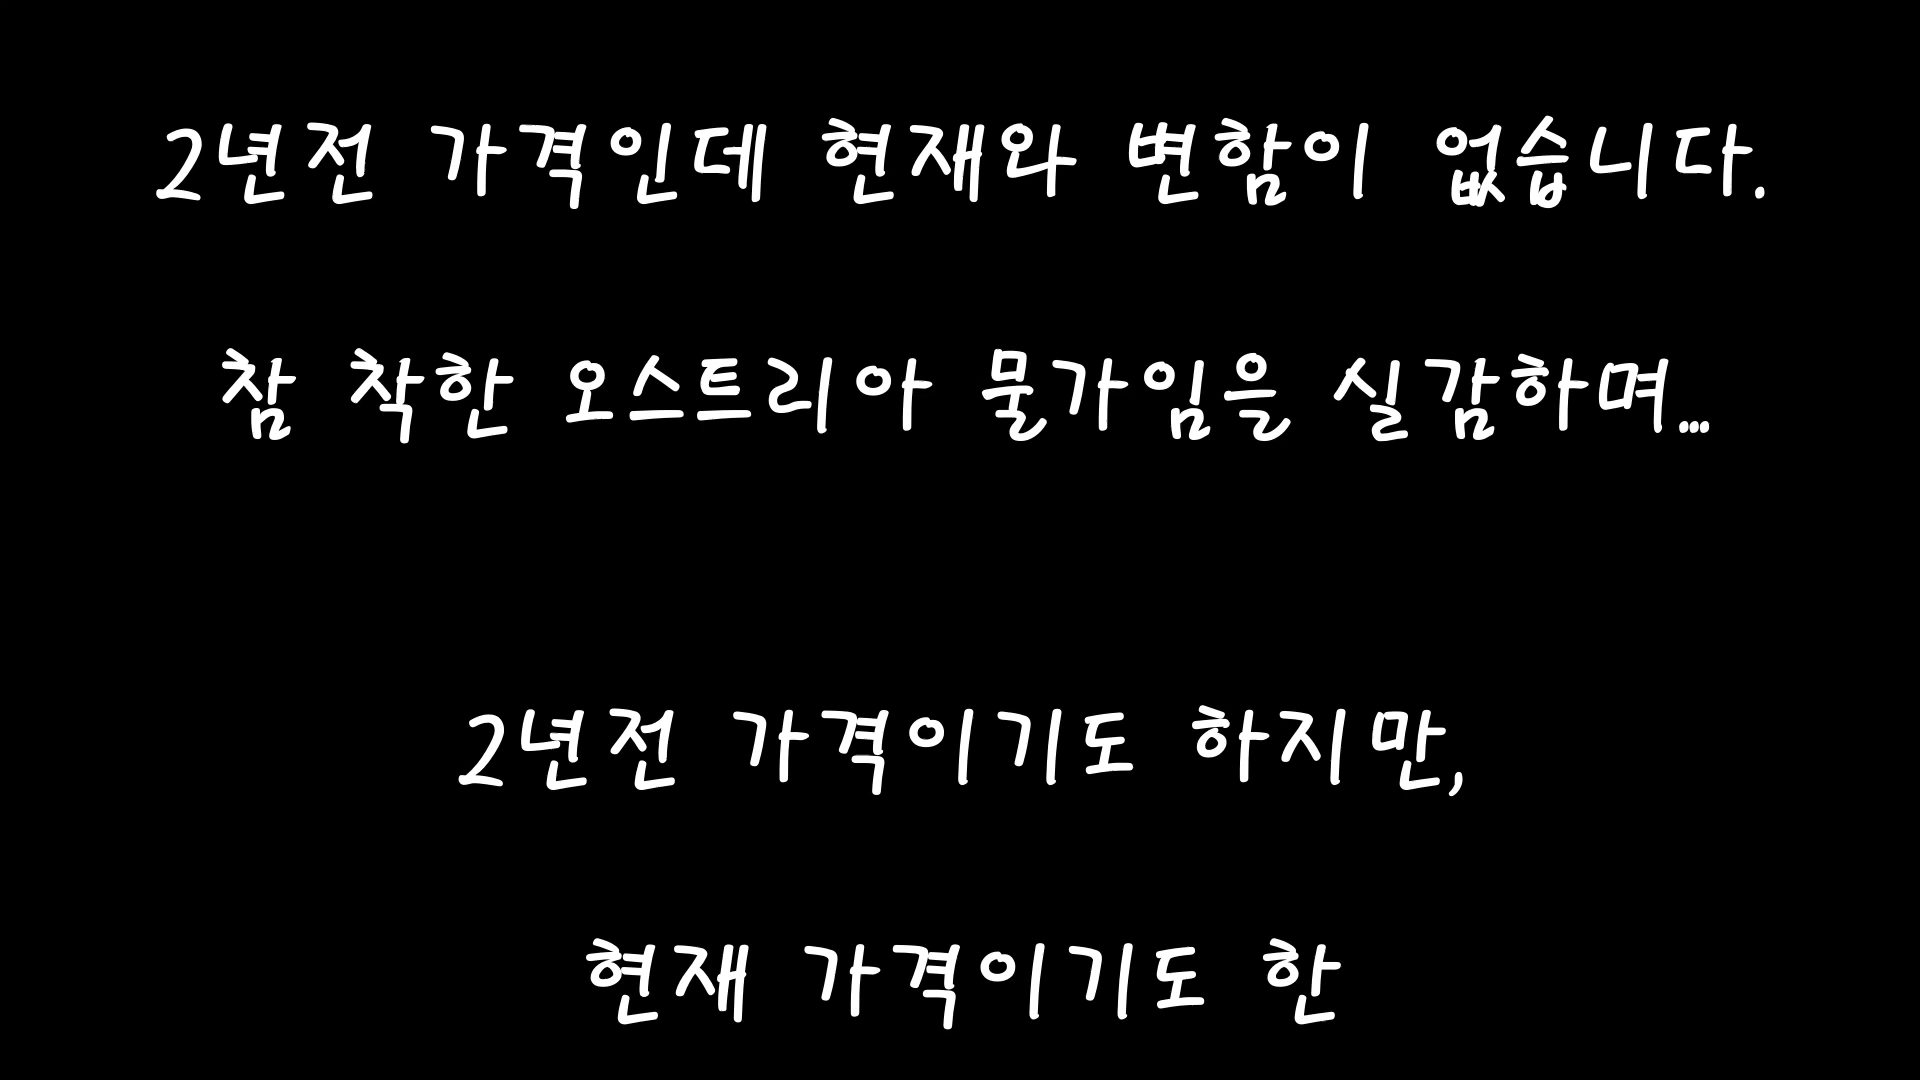 2년전 가격인데 현재와 변함이 없습니다.
참 착한 오스트리아 물가임을 실감하며...
2년전 가격이기도 하지만,
현재 가격이기도 한